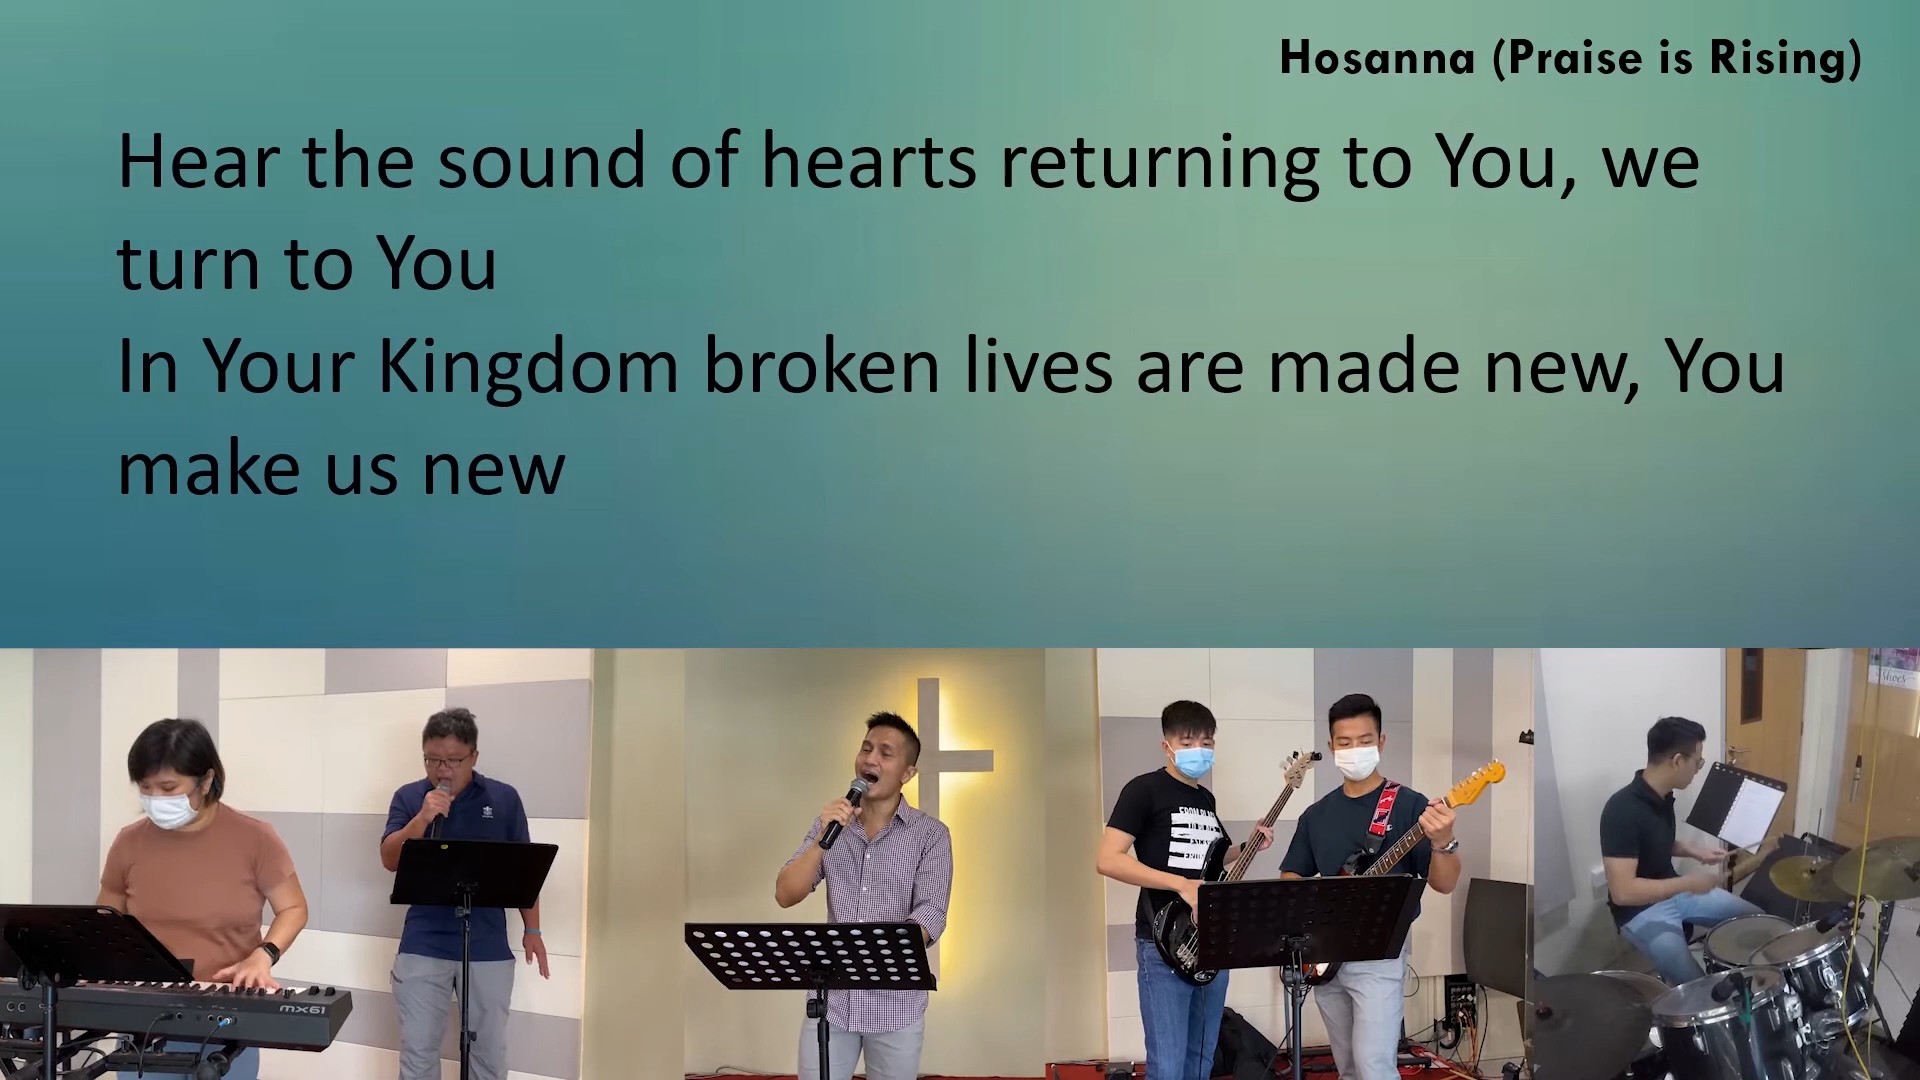 Hosanna (Praise is Rising)
Hear the sound of hearts returning to You, we
turn to You
In Your Kingdom broken lives are made new, You
make us new
mx61